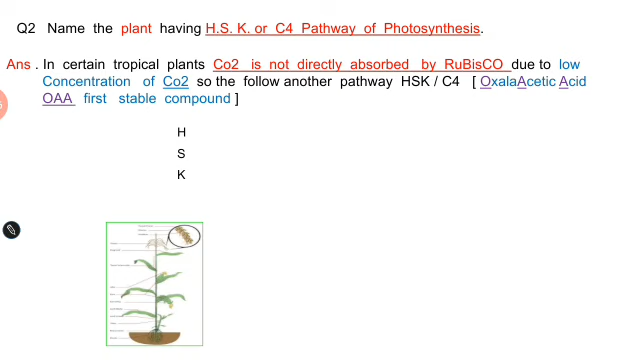 Q2 Name the plant having H.S. K. or C4 Pathway of Photosynthesis.
Ans . In certain tropical plants Co2 is not directly absorbed by RuBisCO due to low
Concentration of Co2 so the follow another pathway HSK / C4 [ OxalaAcetic Acid
OAA first stable compound ]
H
S
K